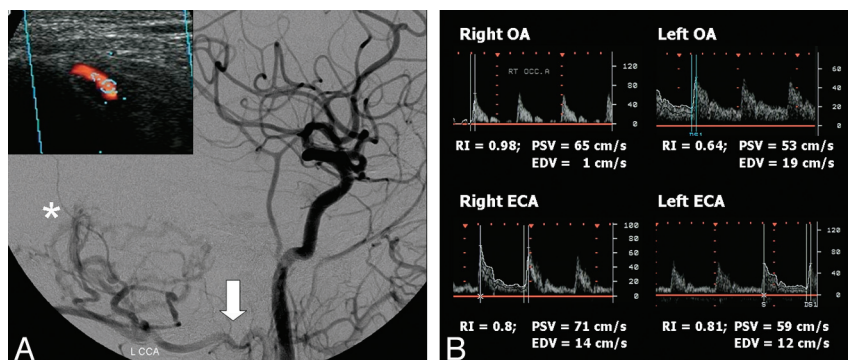 A
*
L CCA
B
Right OA
RT OCC.A
120
80
40
0
RI = 0.98; PSV = 65 cm/s
EDV = 1 cm/s
Left OA
60
40
20
0
RI = 0.64; PSV = 53 cm/s
EDV = 19 cm/s
Right ECA
120
80
40
0
RI = 0.8; PSV = 71 cm/s
EDV = 14 cm/s
Left ECA
100
80
60
40
20
0
S
RI = 0.81; PSV = 59 cm/s
EDV = 12 cm/s